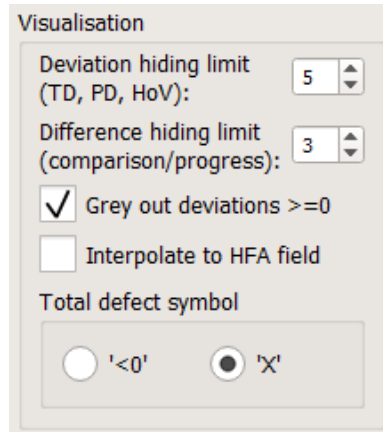 Visualisation
Deviation hiding limit
(TD, PD, HoV):
5
Difference hiding limit
(comparison/progress):
3
Grey out deviations >=0
Interpolate to HFA field
Total defect symbol
'<0' 'X'